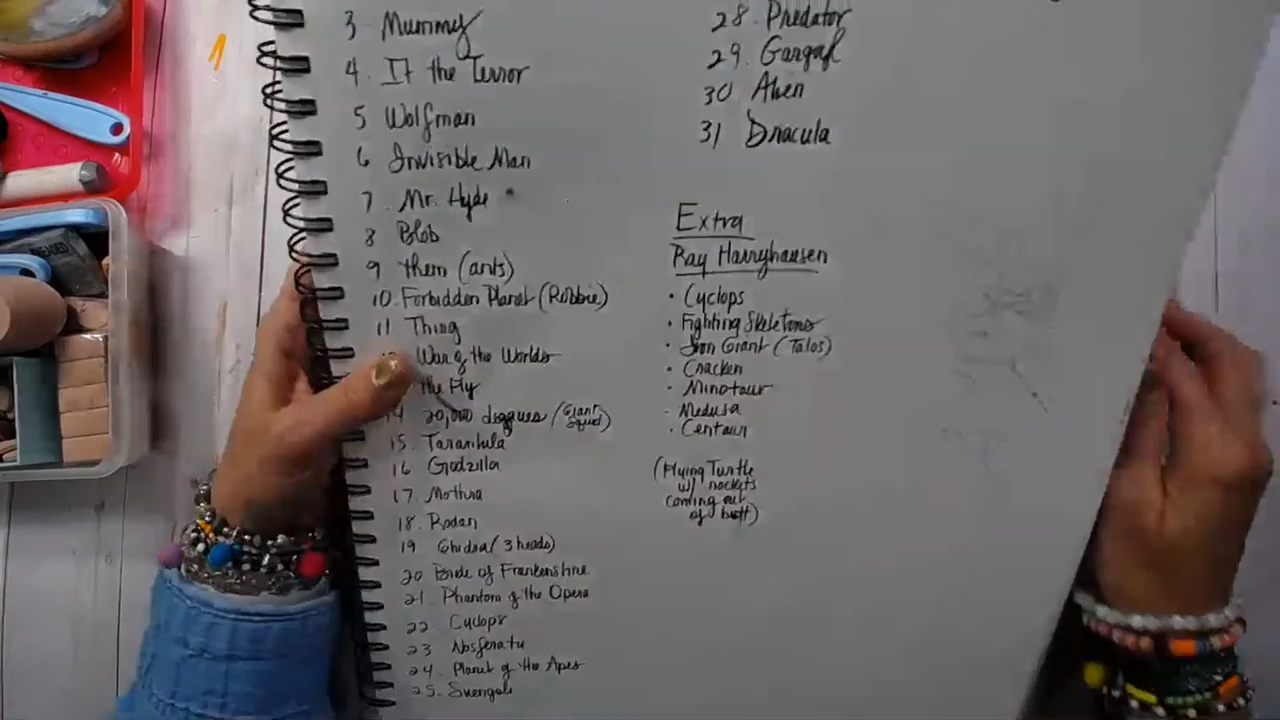 3 Mummy
4. It the Terror
5 Wolfman
6 Invisible Man
7. Mr. Hyde
8 Blob
9 them (ants)
10. Forbidden Planet (Robbie)
11 Thing
War of the Worlds
the Fly
14 20,000 leagues (Giant Squid)
15. Tarantula
16 Godzilla
17. Mothra
18. Rodan
19 Ghidra (3 heads)
20 Bride of Frankenstine
21. Phantom of the Opera
22 Cyclops
23 Nosferatu
24. Planet of the Apes
25. Svengali
28. Predator
29.
30 Alien
31 Dracula
Extra
Ray Harryhausen
• Cyclops
• Fighting Skeletons
• Iron Giant (Talos)
• Cracken
• Minotaur
• Medusa
• Centaur
(Flying Turtle
w/ rockets
coming out
of butt)